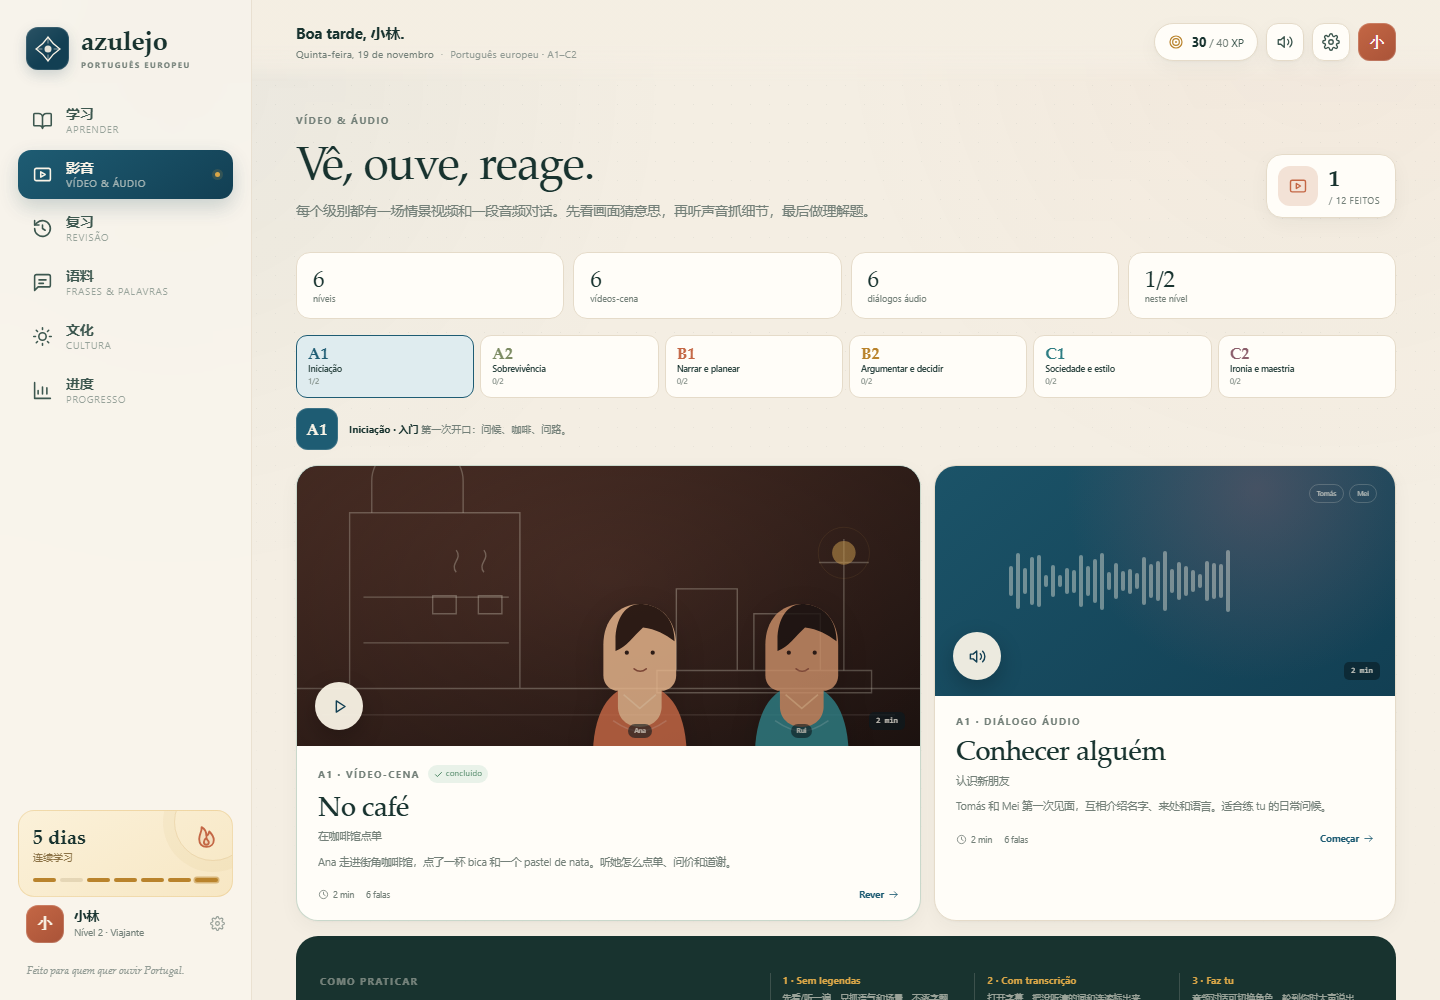 azulejo
PORTUGUÊS EUROPEU
学习
APRENDER
影音
VÍDEO & ÁUDIO
复习
REVISÃO
语料
FRASES & PALAVRAS
文化
CULTURA
进度
PROGRESSO
5 dias
连续学习
小
小林
Nível 2 · Viajante
Feito para quem quer ouvir Portugal.
Boa tarde, 小林.
Quinta-feira, 19 de novembro · Português europeu · A1–C2
30 / 40 XP
小
VÍDEO & ÁUDIO
Vê, ouve, reage.
每个级别都有一场情景视频和一段音频对话。先看画面猜意思，再听声音抓细节，最后做理解题。
1
/ 12 FEITOS
6
níveis
6
vídeos-cena
6
diálogos áudio
1/2
neste nível
A1
Iniciação
1/2
A2
Sobrevivência
0/2
B1
Narrar e planear
0/2
B2
Argumentar e decidir
0/2
C1
Sociedade e estilo
0/2
C2
Ironia e maestria
0/2
A1
Iniciação · 入门 第一次开口：问候、咖啡、问路。
Ana
Rui
2 min
A1 · VÍDEO-CENA
concluído
No café
在咖啡馆点单
Ana 走进街角咖啡馆，点了一杯 bica 和一个 pastel de nata。听她怎么点单、问价和道谢。
2 min 6 falas
Rever
Tomás
Mei
2 min
A1 · DIÁLOGO ÁUDIO
Conhecer alguém
认识新朋友
Tomás 和 Mei 第一次见面，互相介绍名字、来处和语言。适合练 tu 的日常问候。
2 min 6 falas
Começar
COMO PRATICAR
1 · Sem legendas
2 · Com transcrição
3 · Faz tu